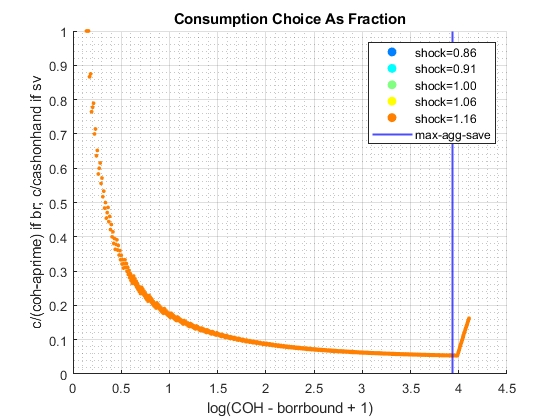 Consumption Choice As Fraction
c/(coh-aprime) if br, c/cashonhand if sv
1
0.9
0.8
0.7
0.6
0.5
0.4
0.3
0.2
0.1
0
shock=0.86
shock=0.91
shock=1.00
shock=1.06
shock=1.16
max-agg-save
0 0.5 1 1.5 2 2.5 3 3.5 4 4.5
log(COH - borrbound + 1)